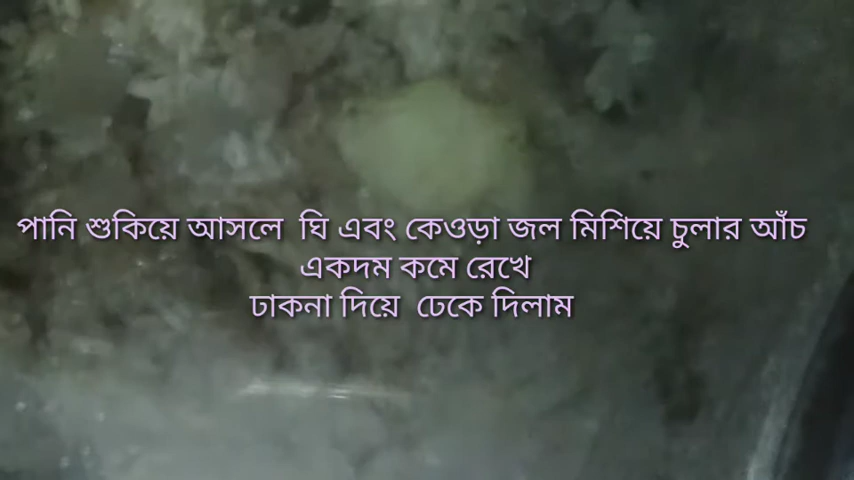 পানি শুকিয়ে আসলে ঘি এবং কেওড়া জল মিশিয়ে চুলার আঁচ
একদম কমে রেখে
ঢাকনা দিয়ে ঢেকে দিলাম